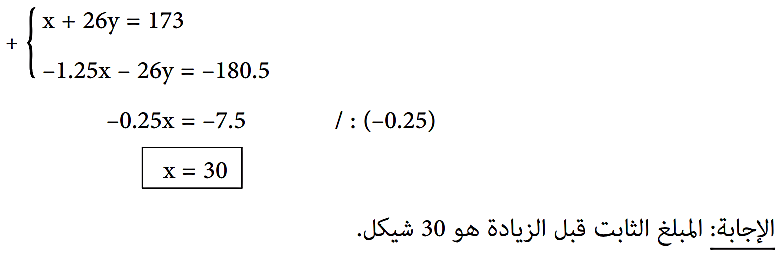 + { x + 26y = 173
–1.25x – 26y = –180.5
–0.25x = –7.5 / : (–0.25)
x = 30
الإجابة: المبلغ الثابت قبل الزيادة هو 30 شيكل.